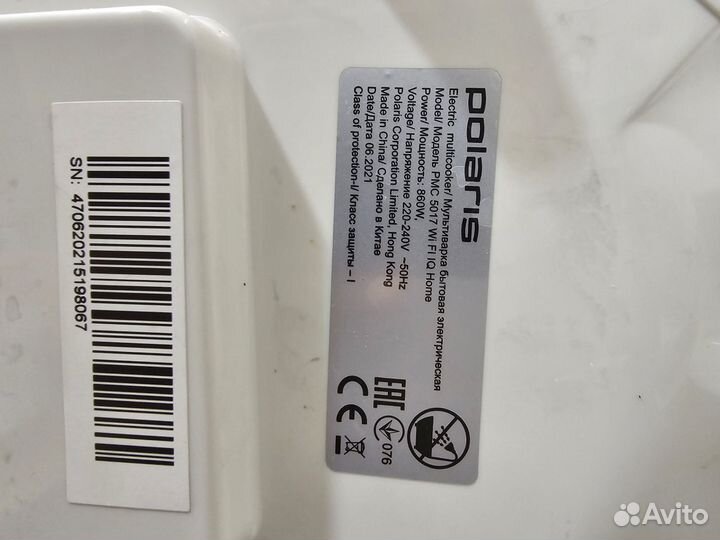 polaris
Electric multicooker/ Мультиварка бытовая электрическая
Model/ Модель PMC 5017 Wi FI IQ Home
Power/ Мощность: 860W,
Voltage/ Напряжение 220-240V ~50Hz
Polaris Corporation Limited, Hong Kong
Made in China/ Сделано в Китае
Date/Дата 06.2021
Class of protection-I/ Класс защиты – I
EAC
076
CE
SN: 470620215198067
Avito